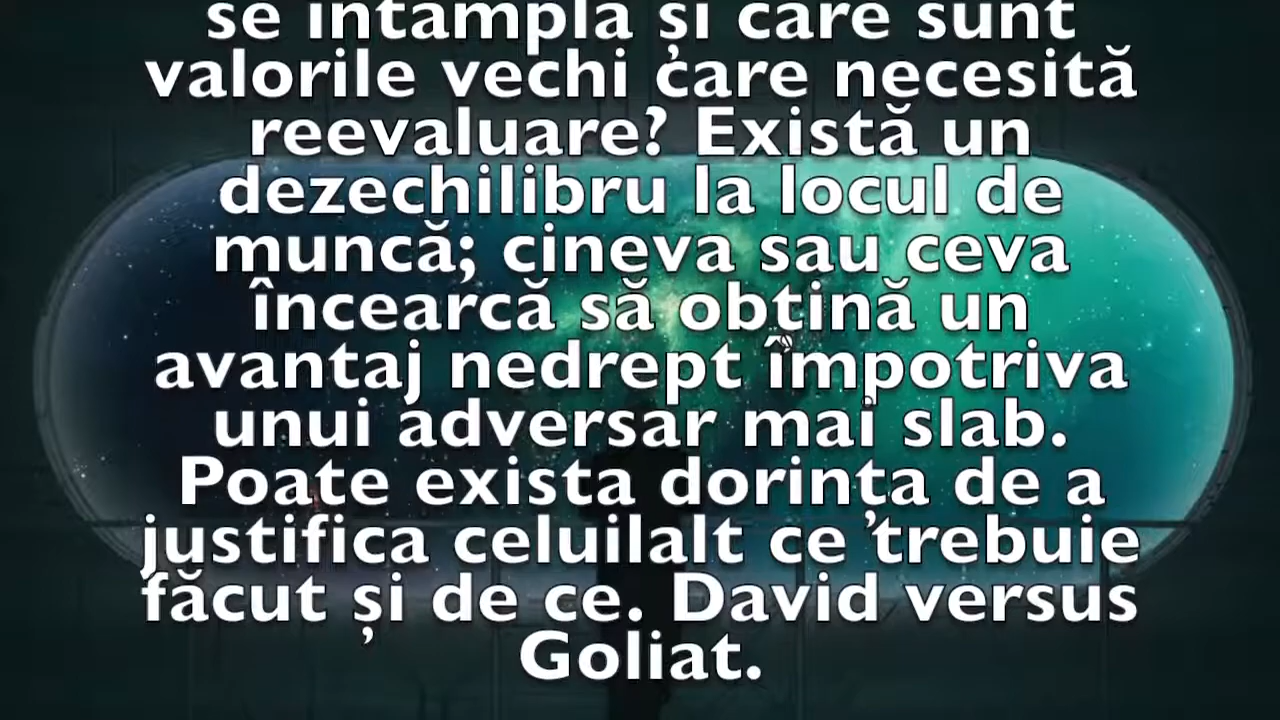 se întâmplă și care sunt
valorile vechi care necesită
reevaluare? Există un
dezechilibru la locul de
muncă; cineva sau ceva
încearcă să obțină un
avantaj nedrept împotriva
unui adversar mai slab.
Poate exista dorința de a
justifica celuilalt ce trebuie
făcut și de ce. David versus
Goliat.